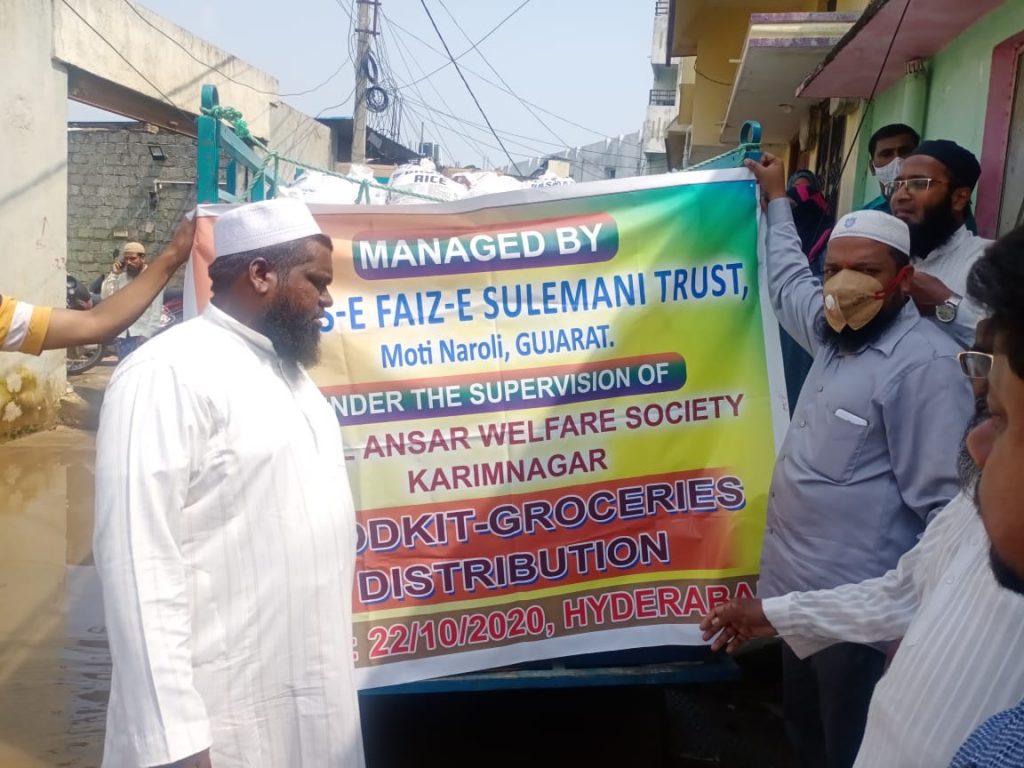 RICE
MANAGED BY
S-E FAIZ-E SULEMANI TRUST,
Moti Naroli, GUJARAT.
NDER THE SUPERVISION OF
- ANSAR WELFARE SOCIETY
KARIMNAGAR
ODKIT-GROCERIES
DISTRIBUTION
: 22/10/2020, HYDERABA